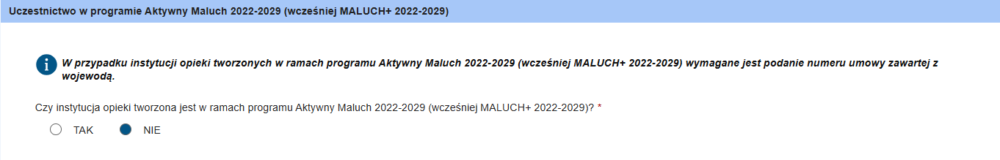 Uczestnictwo w programie Aktywny Maluch 2022-2029 (wcześniej MALUCH+ 2022-2029)
W przypadku instytucji opieki tworzonych w ramach programu Aktywny Maluch 2022-2029 (wcześniej MALUCH+ 2022-2029) wymagane jest podanie numeru umowy zawartej z
wojewodą.
Czy instytucja opieki tworzona jest w ramach programu Aktywny Maluch 2022-2029 (wcześniej MALUCH+ 2022-2029)? *
TAK NIE